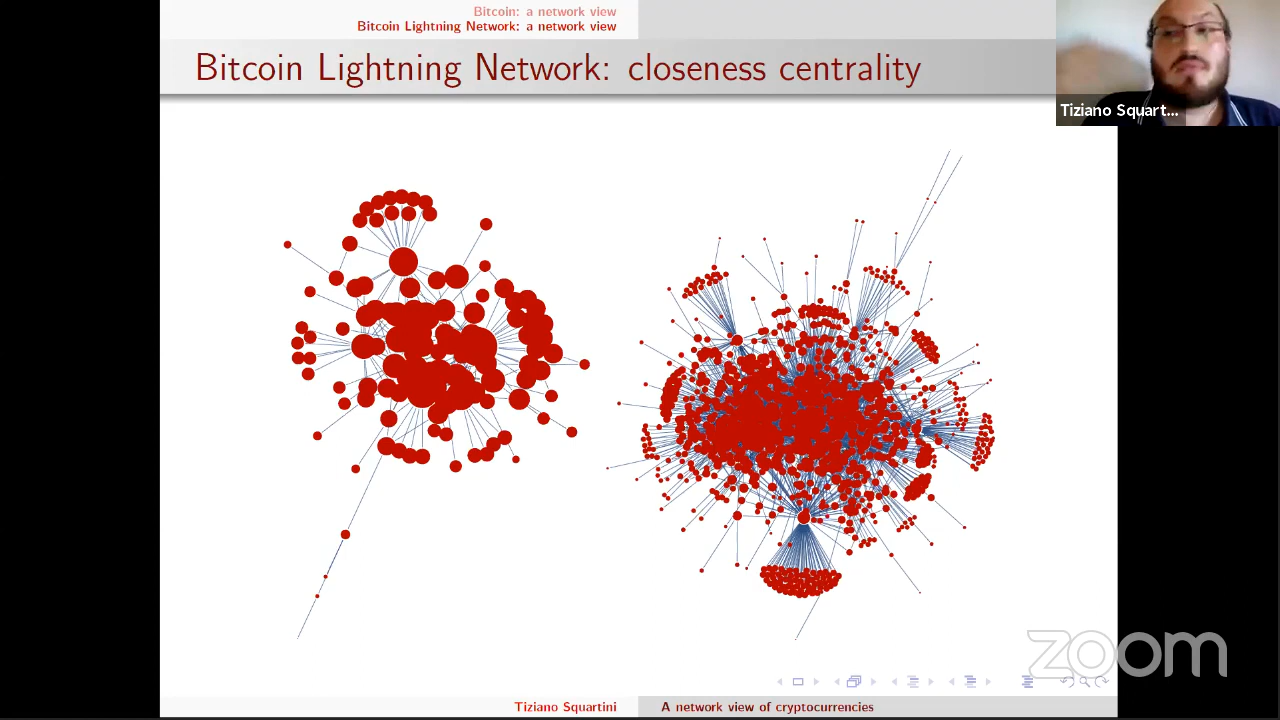 Bitcoin: a network view
Bitcoin Lightning Network: a network view
Bitcoin Lightning Network: closeness centrality
Tiziano Squart...
zoom
Tiziano Squartini
A network view of cryptocurrencies